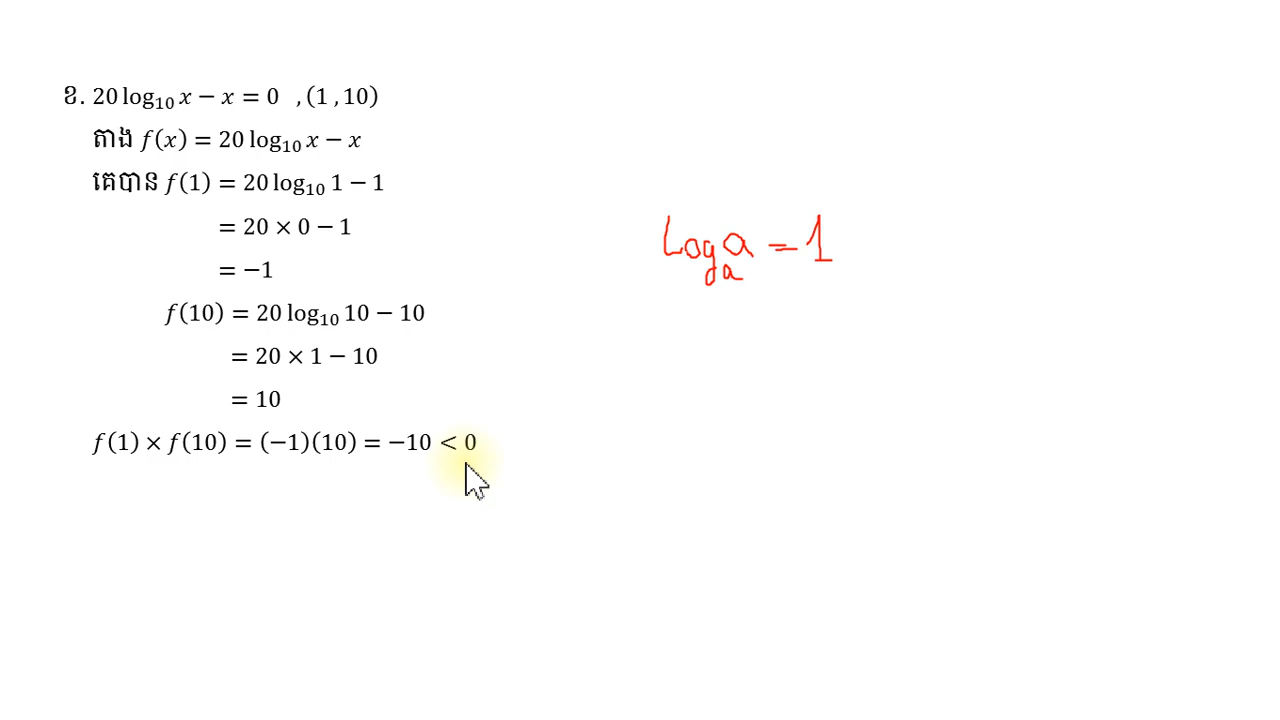 ខ. 20 log₁₀ x − x = 0 , (1 , 10)
តាង f(x) = 20 log₁₀ x − x
គេបាន f(1) = 20 log₁₀ 1 − 1
= 20 × 0 − 1
= −1
f(10) = 20 log₁₀ 10 − 10
= 20 × 1 − 10
= 10
f(1) × f(10) = (−1)(10) = −10 < 0
Logₐ a = 1